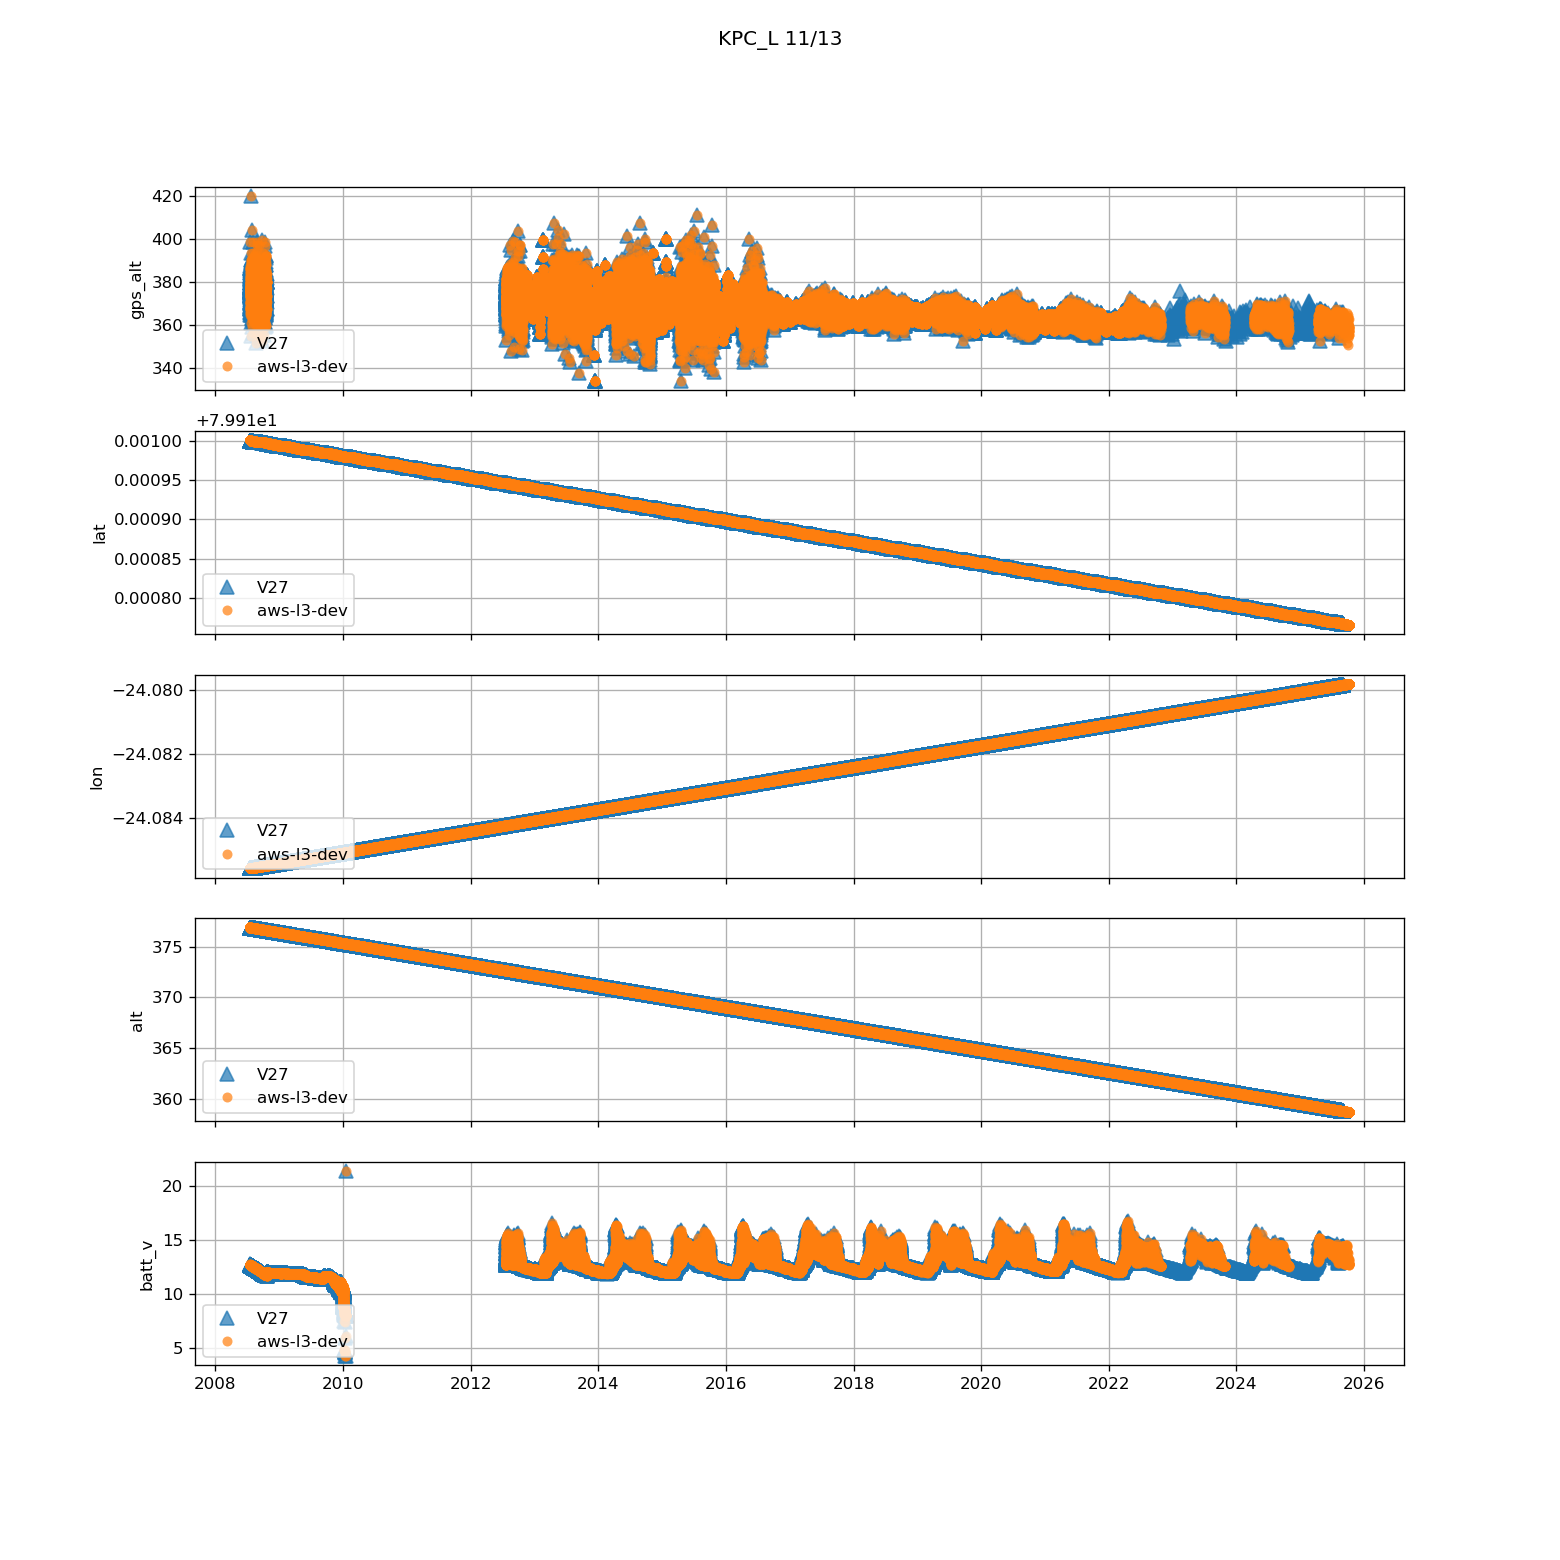 KPC_L 11/13
420
400
380
360
340
gps_alt
V27
aws-l3-dev
+7.991e1
0.00100
0.00095
0.00090
0.00085
0.00080
lat
V27
aws-l3-dev
−24.080
−24.082
−24.084
lon
V27
aws-l3-dev
375
370
365
360
alt
V27
aws-l3-dev
20
15
10
5
batt_v
V27
aws-l3-dev
2008 2010 2012 2014 2016 2018 2020 2022 2024 2026